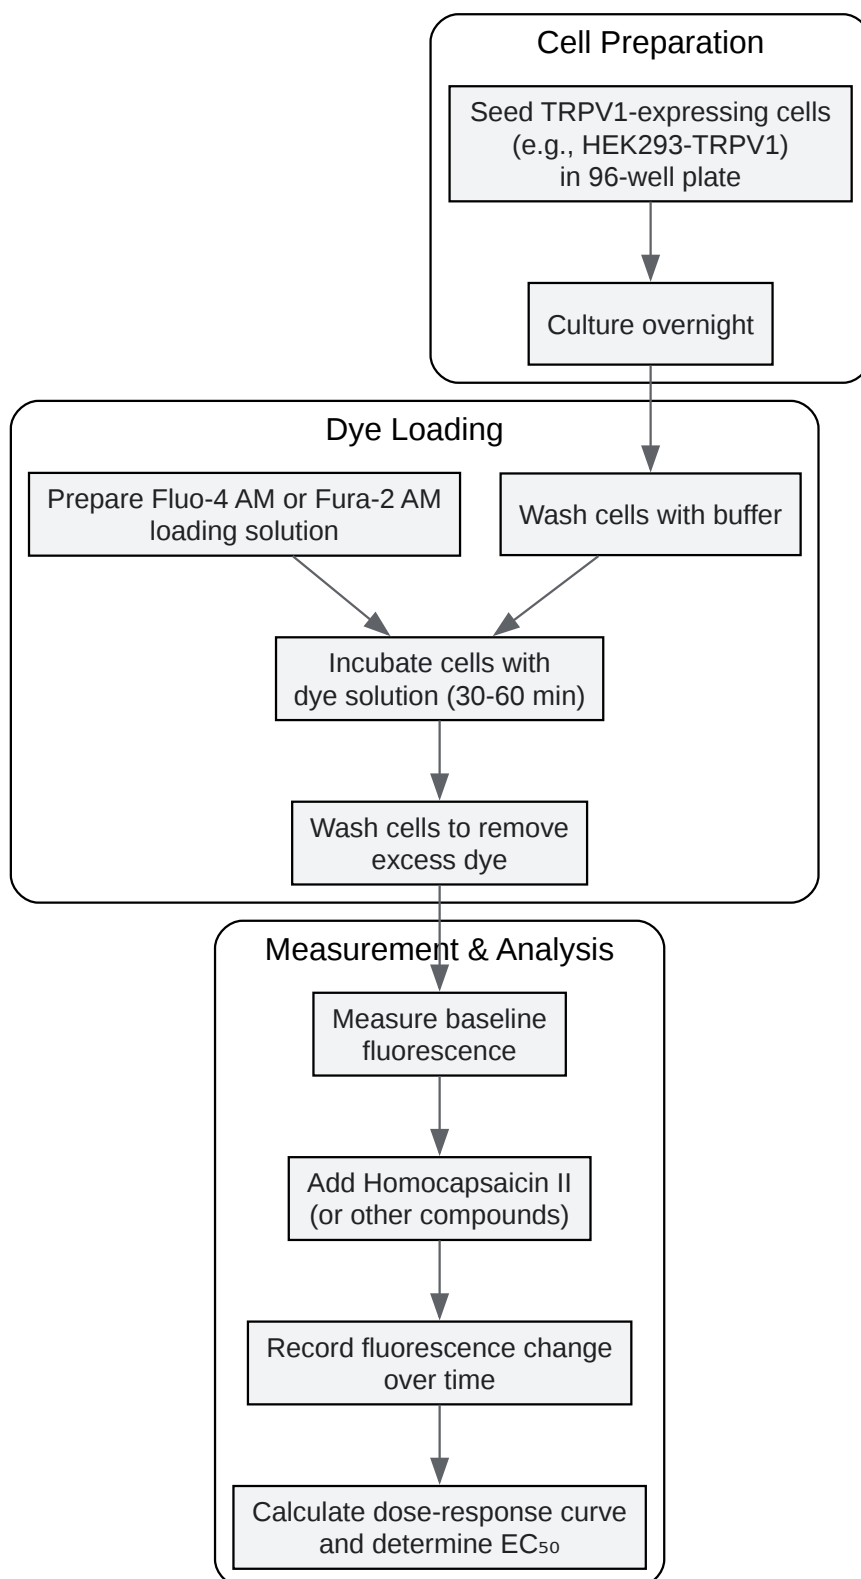 Cell Preparation
Seed TRPV1-expressing cells
(e.g., HEK293-TRPV1)
in 96-well plate
Culture overnight
Dye Loading
Prepare Fluo-4 AM or Fura-2 AM
loading solution
Wash cells with buffer
Incubate cells with
dye solution (30-60 min)
Wash cells to remove
excess dye
Measurement & Analysis
Measure baseline
fluorescence
Add Homocapsaicin II
(or other compounds)
Record fluorescence change
over time
Calculate dose-response curve
and determine EC₅₀